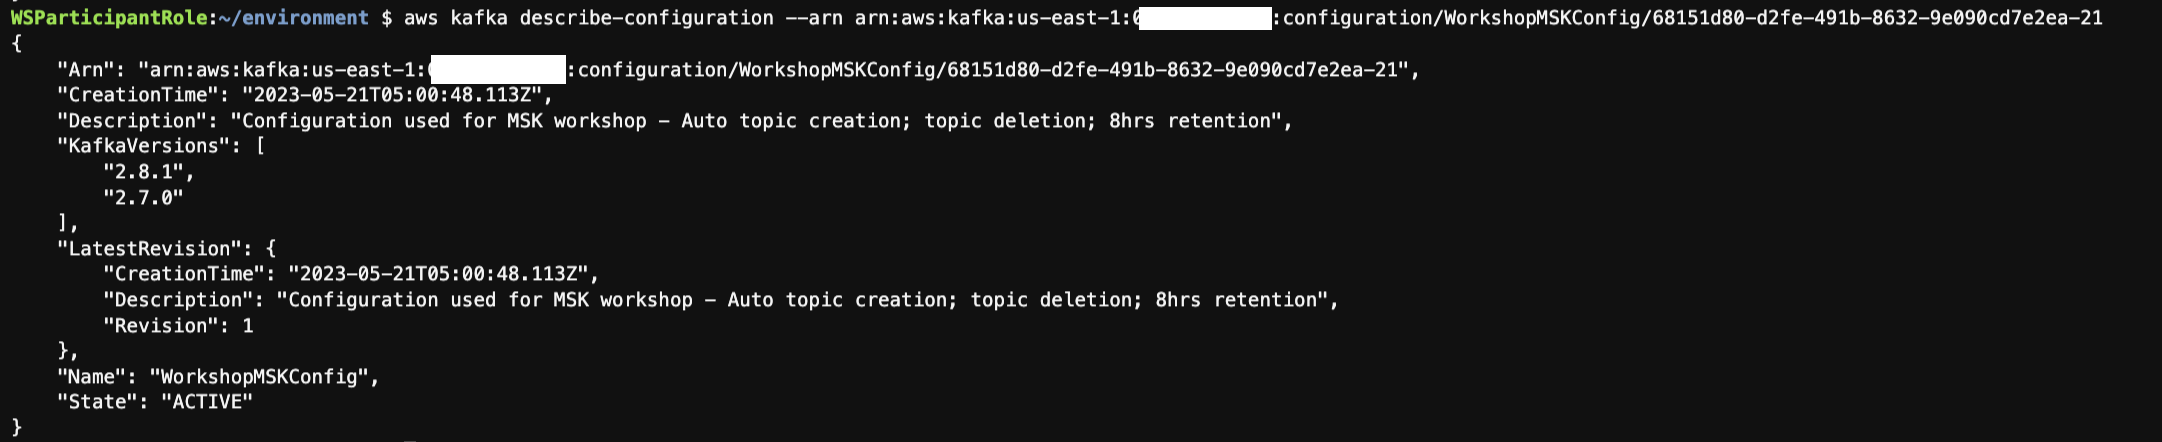 WSParticipantRole:~/environment $ aws kafka describe-configuration --arn arn:aws:kafka:us-east-1::configuration/WorkshopMSKConfig/68151d80-d2fe-491b-8632-9e090cd7e2ea-21
{
    "Arn": "arn:aws:kafka:us-east-1::configuration/WorkshopMSKConfig/68151d80-d2fe-491b-8632-9e090cd7e2ea-21",
    "CreationTime": "2023-05-21T05:00:48.113Z",
    "Description": "Configuration used for MSK workshop - Auto topic creation; topic deletion; 8hrs retention",
    "KafkaVersions": [
        "2.8.1",
        "2.7.0"
    ],
    "LatestRevision": {
        "CreationTime": "2023-05-21T05:00:48.113Z",
        "Description": "Configuration used for MSK workshop - Auto topic creation; topic deletion; 8hrs retention",
        "Revision": 1
    },
    "Name": "WorkshopMSKConfig",
    "State": "ACTIVE"
}